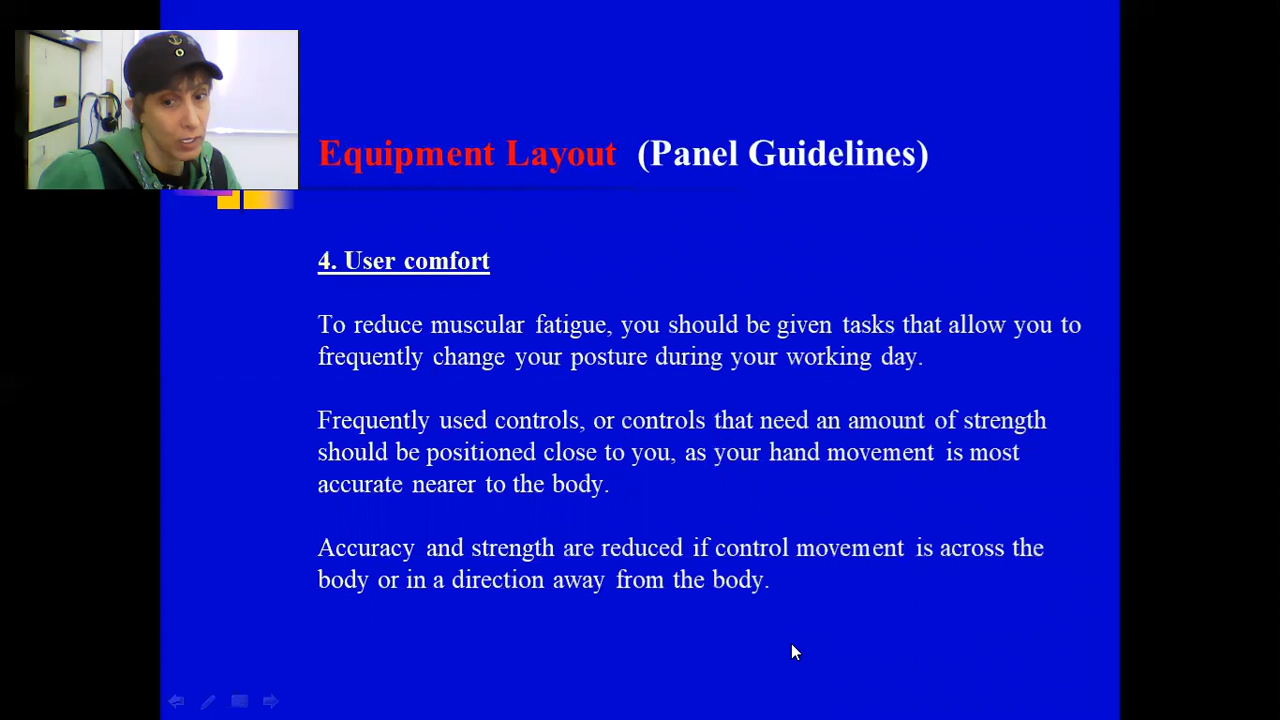 Equipment Layout (Panel Guidelines)
4. User comfort
To reduce muscular fatigue, you should be given tasks that allow you to
frequently change your posture during your working day.
Frequently used controls, or controls that need an amount of strength
should be positioned close to you, as your hand movement is most
accurate nearer to the body.
Accuracy and strength are reduced if control movement is across the
body or in a direction away from the body.